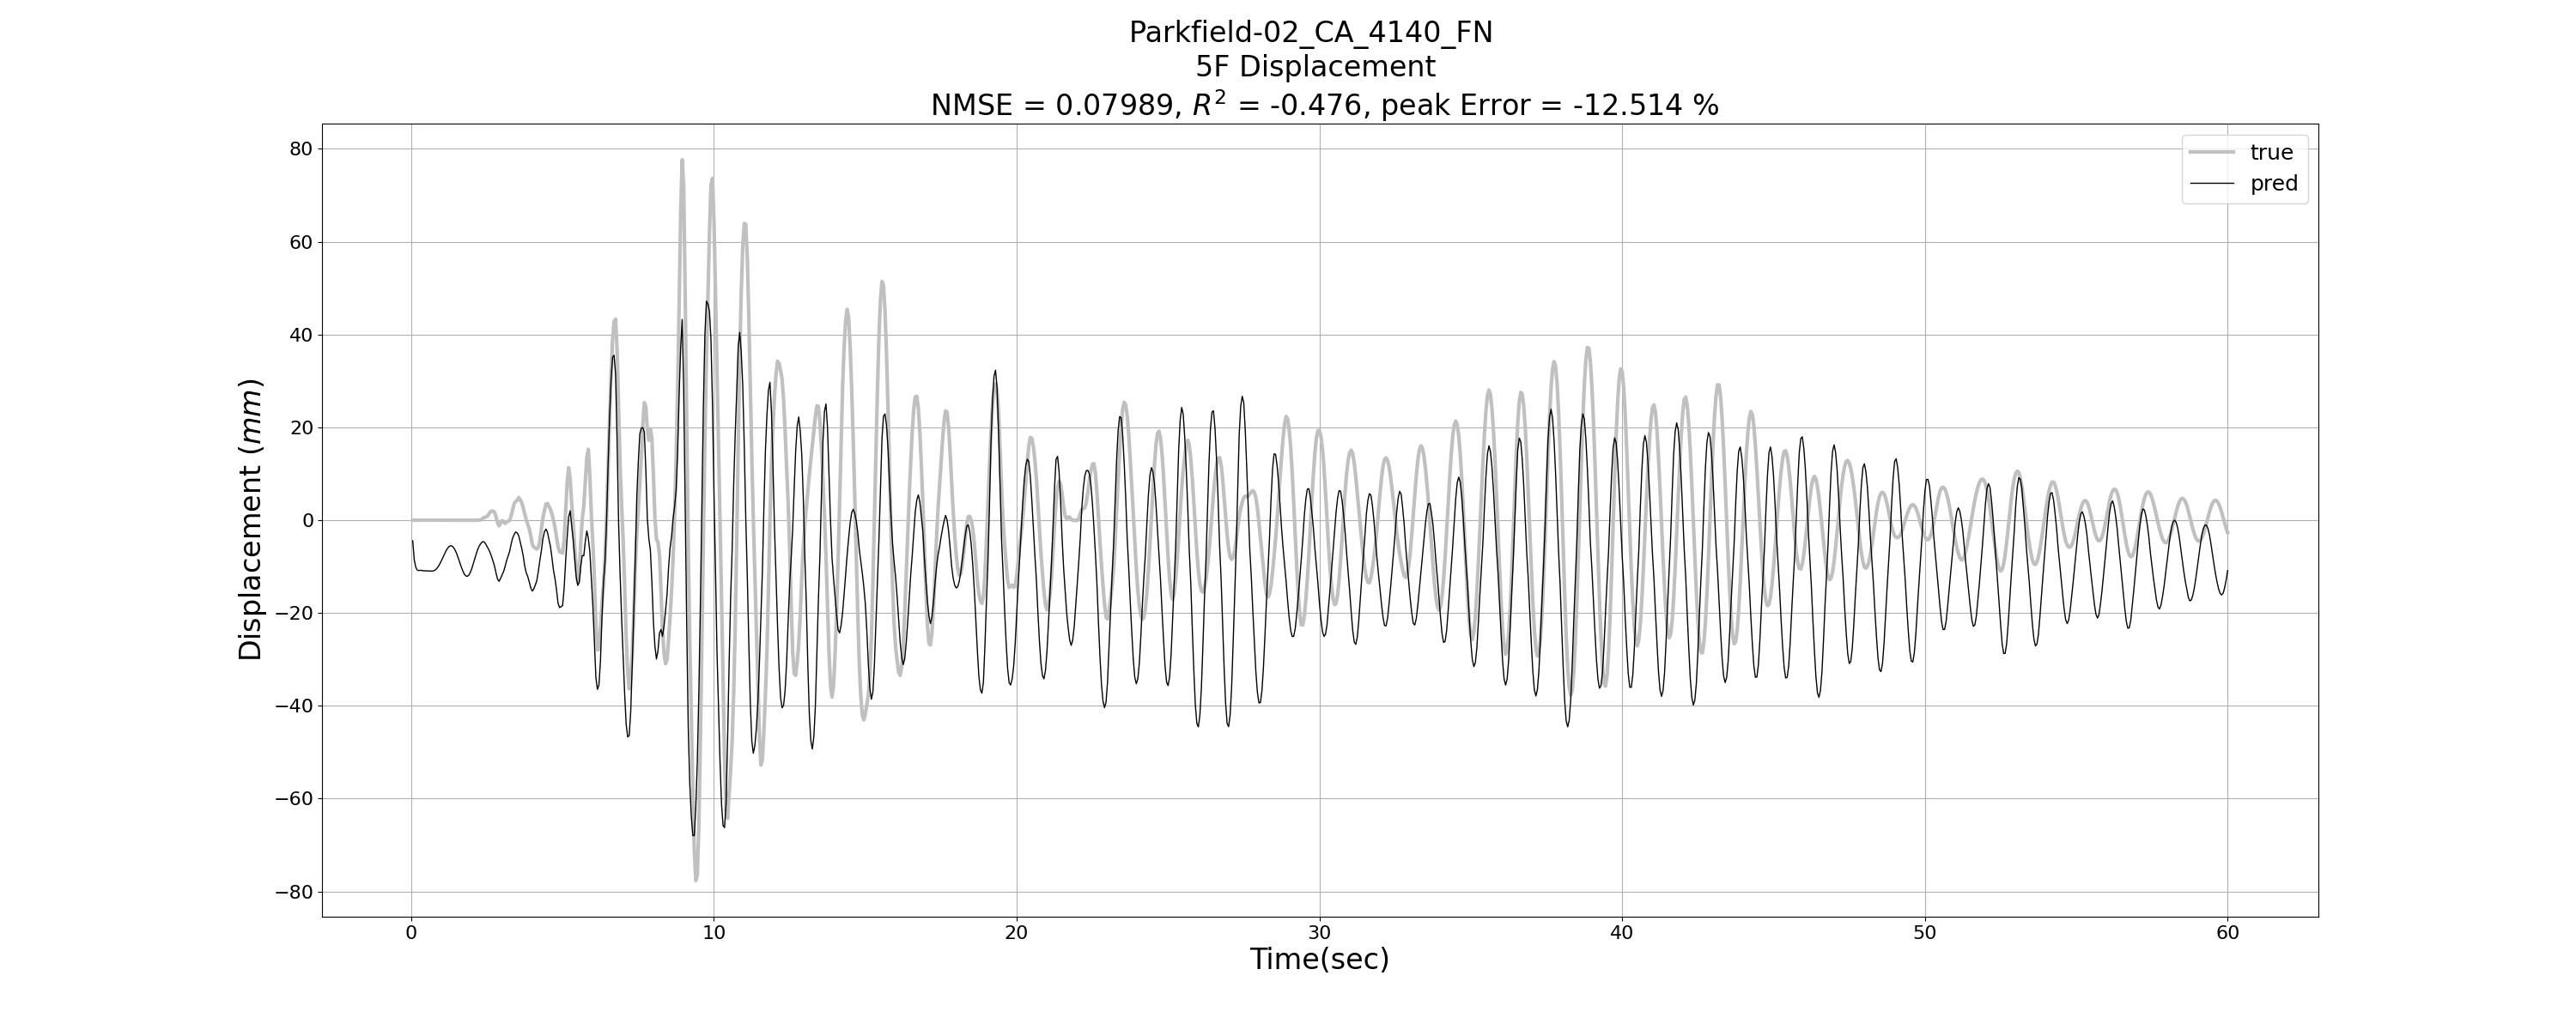 Parkfield-02_CA_4140_FN
5F Displacement
NMSE = 0.07989, R² = -0.476, peak Error = -12.514 %
true
pred
Displacement (mm)
80
60
40
20
0
−20
−40
−60
−80
0 10 20 30 40 50 60
Time(sec)